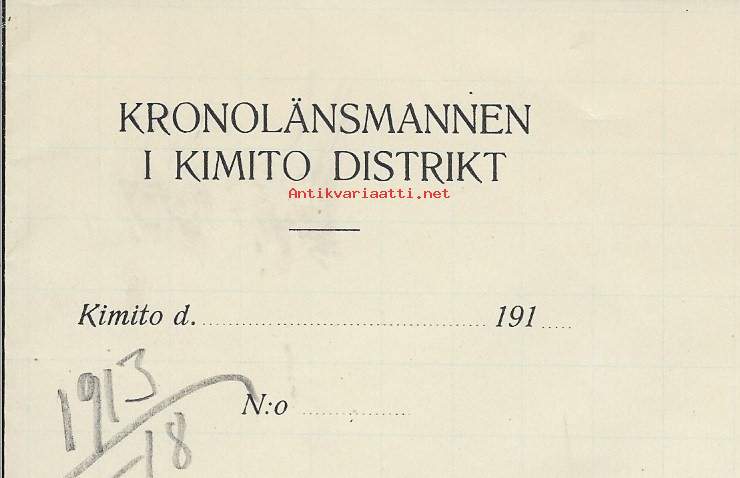 KRONOLÄNSMANNEN
I KIMITO DISTRIKT
Antikvariaatti.net
Kimito d. 191
N:o
1913
18